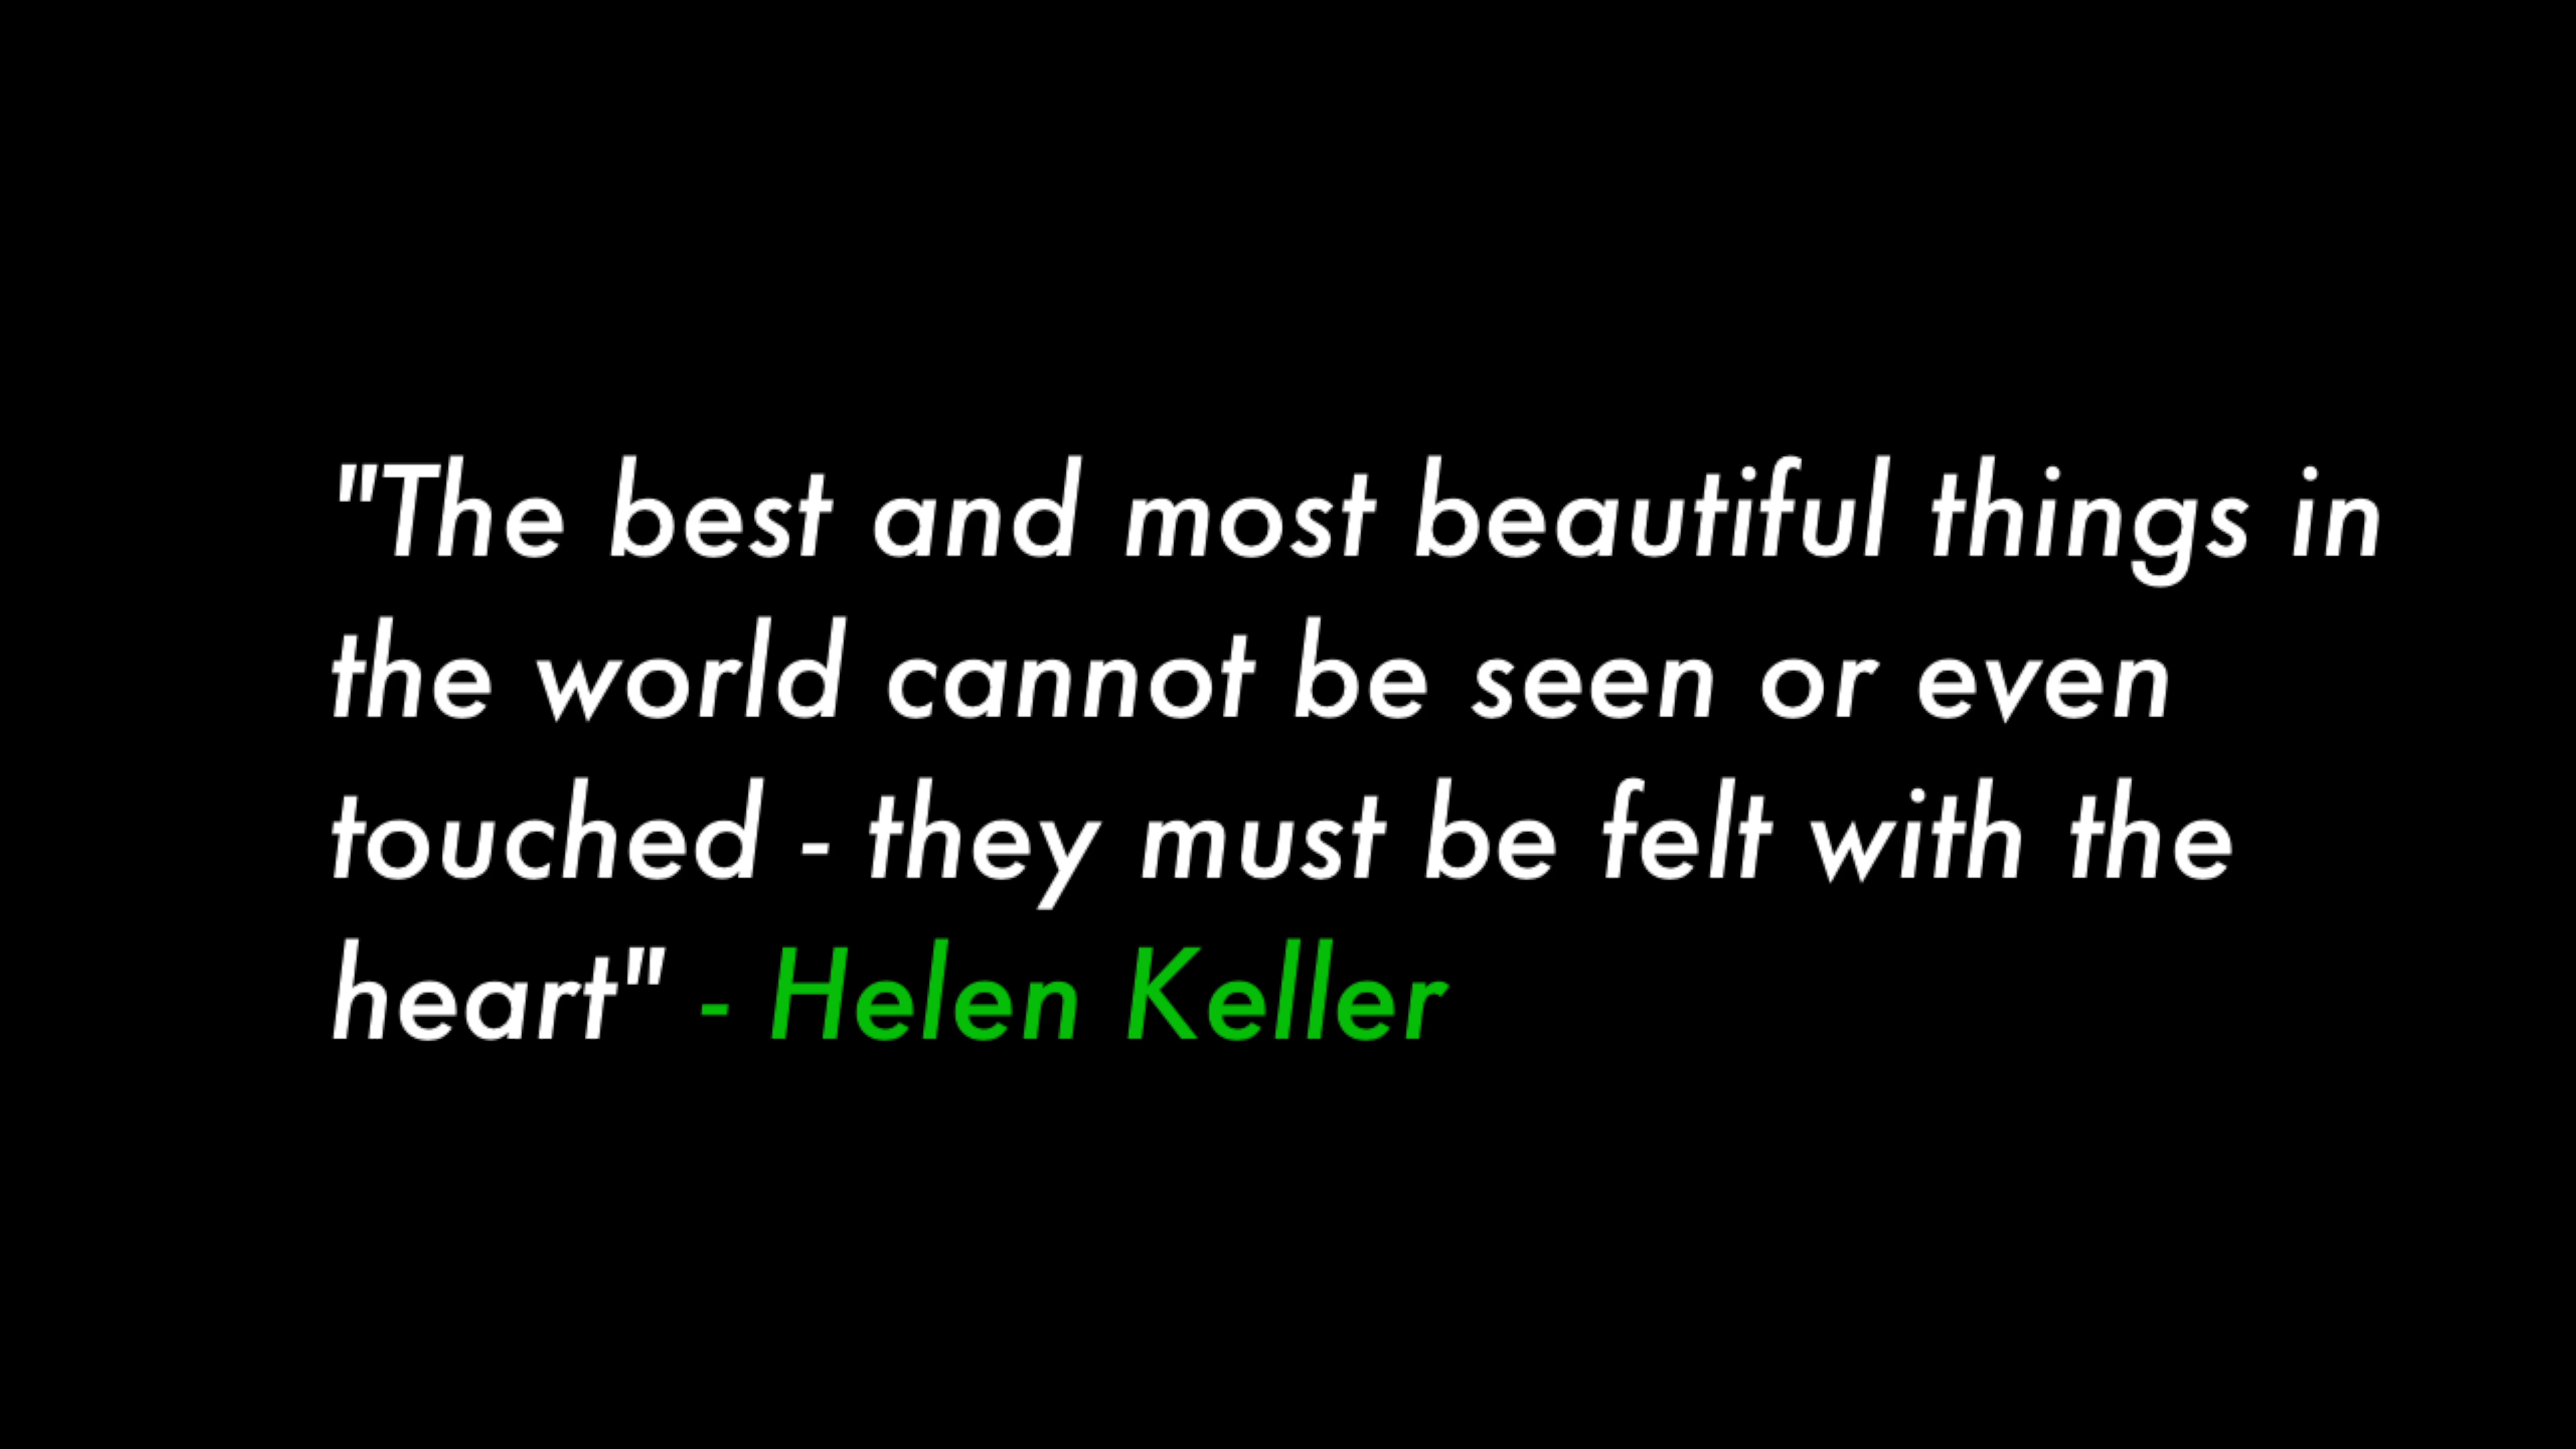 "The best and most beautiful things in
the world cannot be seen or even
touched - they must be felt with the
heart" - Helen Keller